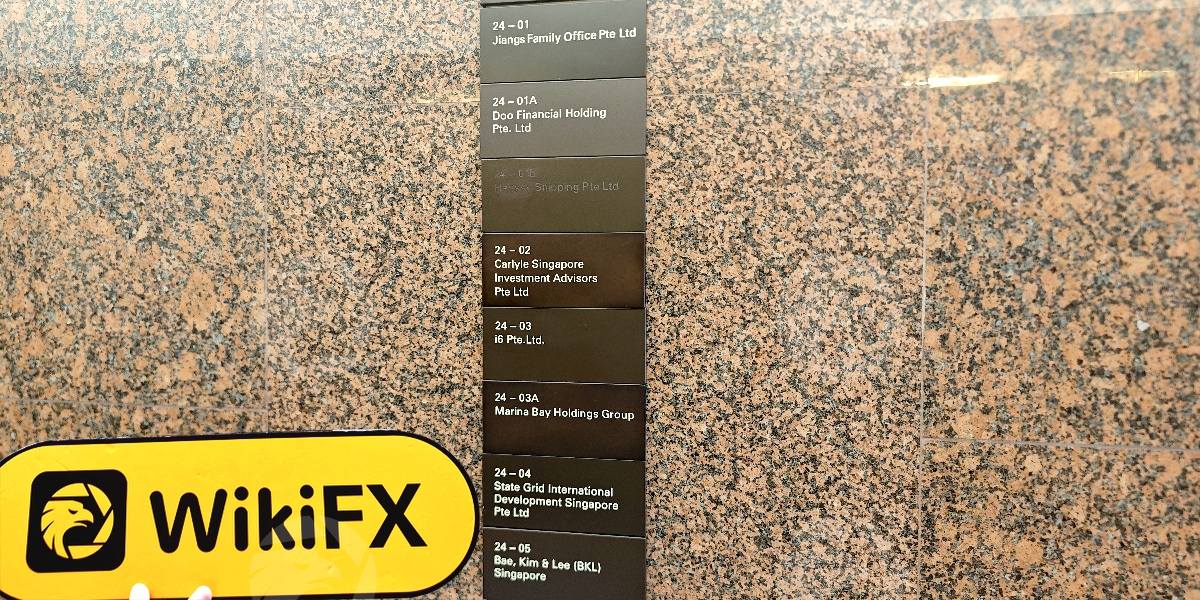 24 – 01
Jiangs Family Office Pte Ltd
24 – 01A
Doo Financial Holding
Pte. Ltd
24 – 01B
Shipping Pte Ltd
24 – 02
Carlyle Singapore
Investment Advisors
Pte Ltd
24 – 03
i6 Pte.Ltd.
24 – 03A
Marina Bay Holdings Group
24 – 04
State Grid International
Development Singapore
Pte Ltd
24 – 05
Bae, Kim & Lee (BKL)
Singapore
WikiFX